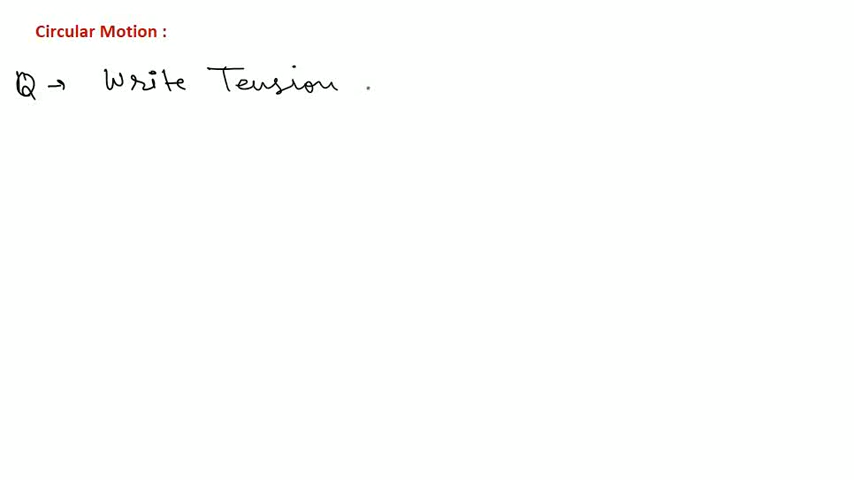 Circular Motion :
Q → Write Tension